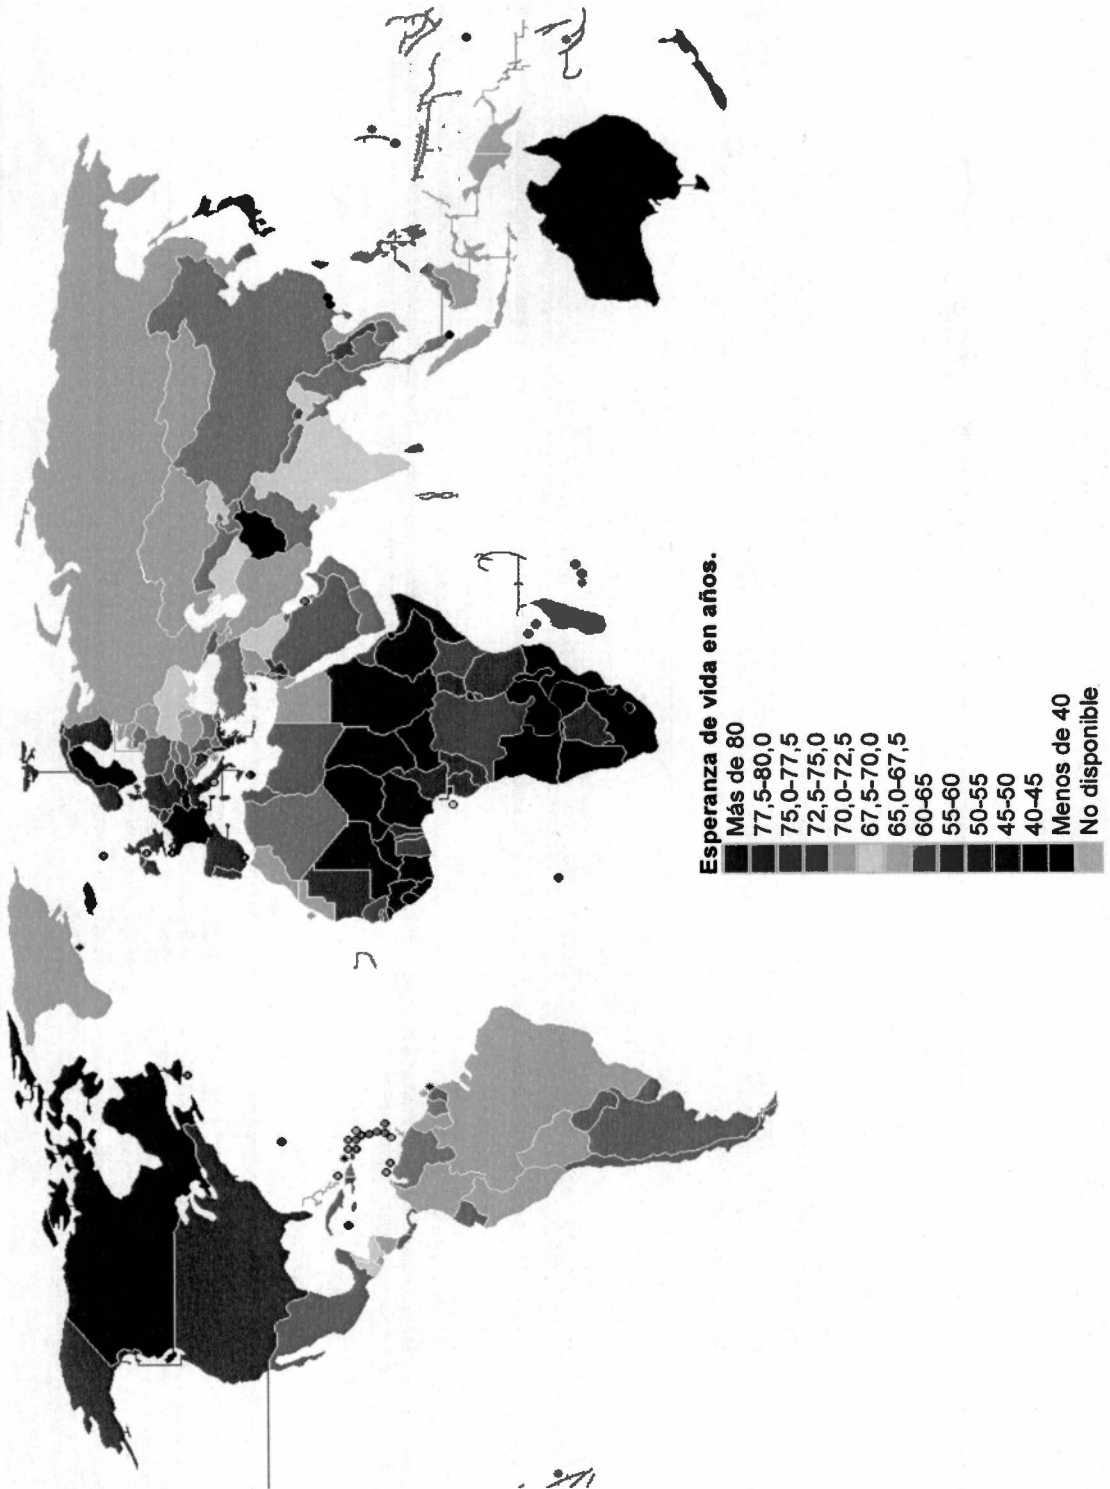 Esperanza de vida en años.
Más de 80
77,5-80,0
75,0-77,5
72,5-75,0
70,0-72,5
67,5-70,0
65,0-67,5
60-65
55-60
50-55
45-50
40-45
Menos de 40
No disponible